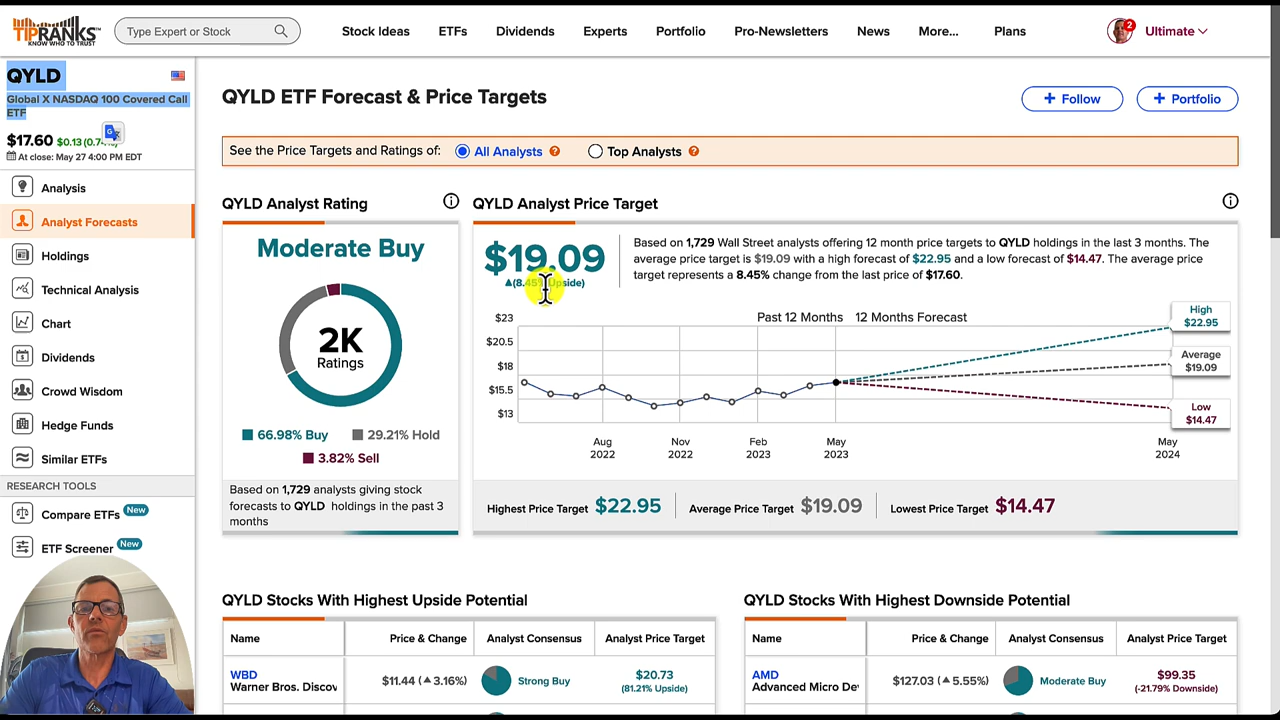 TIPRANKS
KNOW WHO TO TRUST
Type Expert or Stock
Stock Ideas
ETFs
Dividends
Experts
Portfolio
Pro-Newsletters
News
More...
Plans
2
Ultimate
QYLD
Global X NASDAQ 100 Covered Call
ETF
$17.60 $0.13
At close: May 27 4:00 PM EDT
Analysis
Analyst Forecasts
Holdings
Technical Analysis
Chart
Dividends
Crowd Wisdom
Hedge Funds
Similar ETFs
RESEARCH TOOLS
Compare ETFs New
ETF Screener New
QYLD ETF Forecast & Price Targets
+ Follow
+ Portfolio
See the Price Targets and Ratings of:
All Analysts ?
Top Analysts ?
QYLD Analyst Rating
Moderate Buy
2K
Ratings
66.98% Buy
29.21% Hold
3.82% Sell
Based on 1,729 analysts giving stock
forecasts to QYLD holdings in the past 3
months
QYLD Analyst Price Target
$19.09
▲(8.45% Upside)
Based on 1,729 Wall Street analysts offering 12 month price targets to QYLD holdings in the last 3 months. The
average price target is $19.09 with a high forecast of $22.95 and a low forecast of $14.47. The average price
target represents a 8.45% change from the last price of $17.60.
Past 12 Months
12 Months Forecast
$23
$20.5
$18
$15.5
$13
High
$22.95
Average
$19.09
Low
$14.47
Aug
2022
Nov
2022
Feb
2023
May
2023
May
2024
Highest Price Target $22.95
Average Price Target $19.09
Lowest Price Target $14.47
QYLD Stocks With Highest Upside Potential
Name
Price & Change
Analyst Consensus
Analyst Price Target
WBD
Warner Bros. Discov
$11.44 (▲3.16%)
Strong Buy
$20.73
(81.21% Upside)
QYLD Stocks With Highest Downside Potential
Name
Price & Change
Analyst Consensus
Analyst Price Target
AMD
Advanced Micro De
$127.03 (▲5.55%)
Moderate Buy
$99.35
(-21.79% Downside)